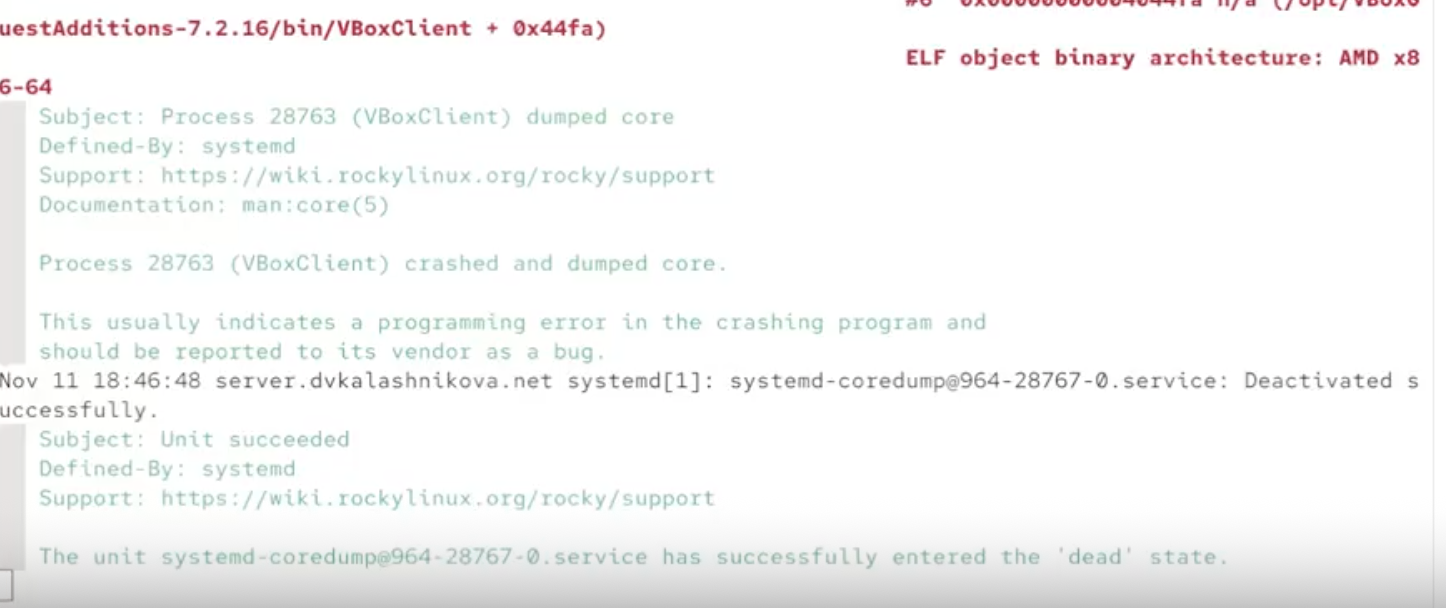 #6 0x00000000004044fa n/a (/opt/VBoxG
uestAdditions-7.2.16/bin/VBoxClient + 0x44fa)
ELF object binary architecture: AMD x8
6-64
Subject: Process 28763 (VBoxClient) dumped core
Defined-By: systemd
Support: https://wiki.rockylinux.org/rocky/support
Documentation: man:core(5)
Process 28763 (VBoxClient) crashed and dumped core.
This usually indicates a programming error in the crashing program and
should be reported to its vendor as a bug.
Nov 11 18:46:48 server.dvkalashnikova.net systemd[1]: systemd-coredump@964-28767-0.service: Deactivated s
uccessfully.
Subject: Unit succeeded
Defined-By: systemd
Support: https://wiki.rockylinux.org/rocky/support
The unit systemd-coredump@964-28767-0.service has successfully entered the 'dead' state.